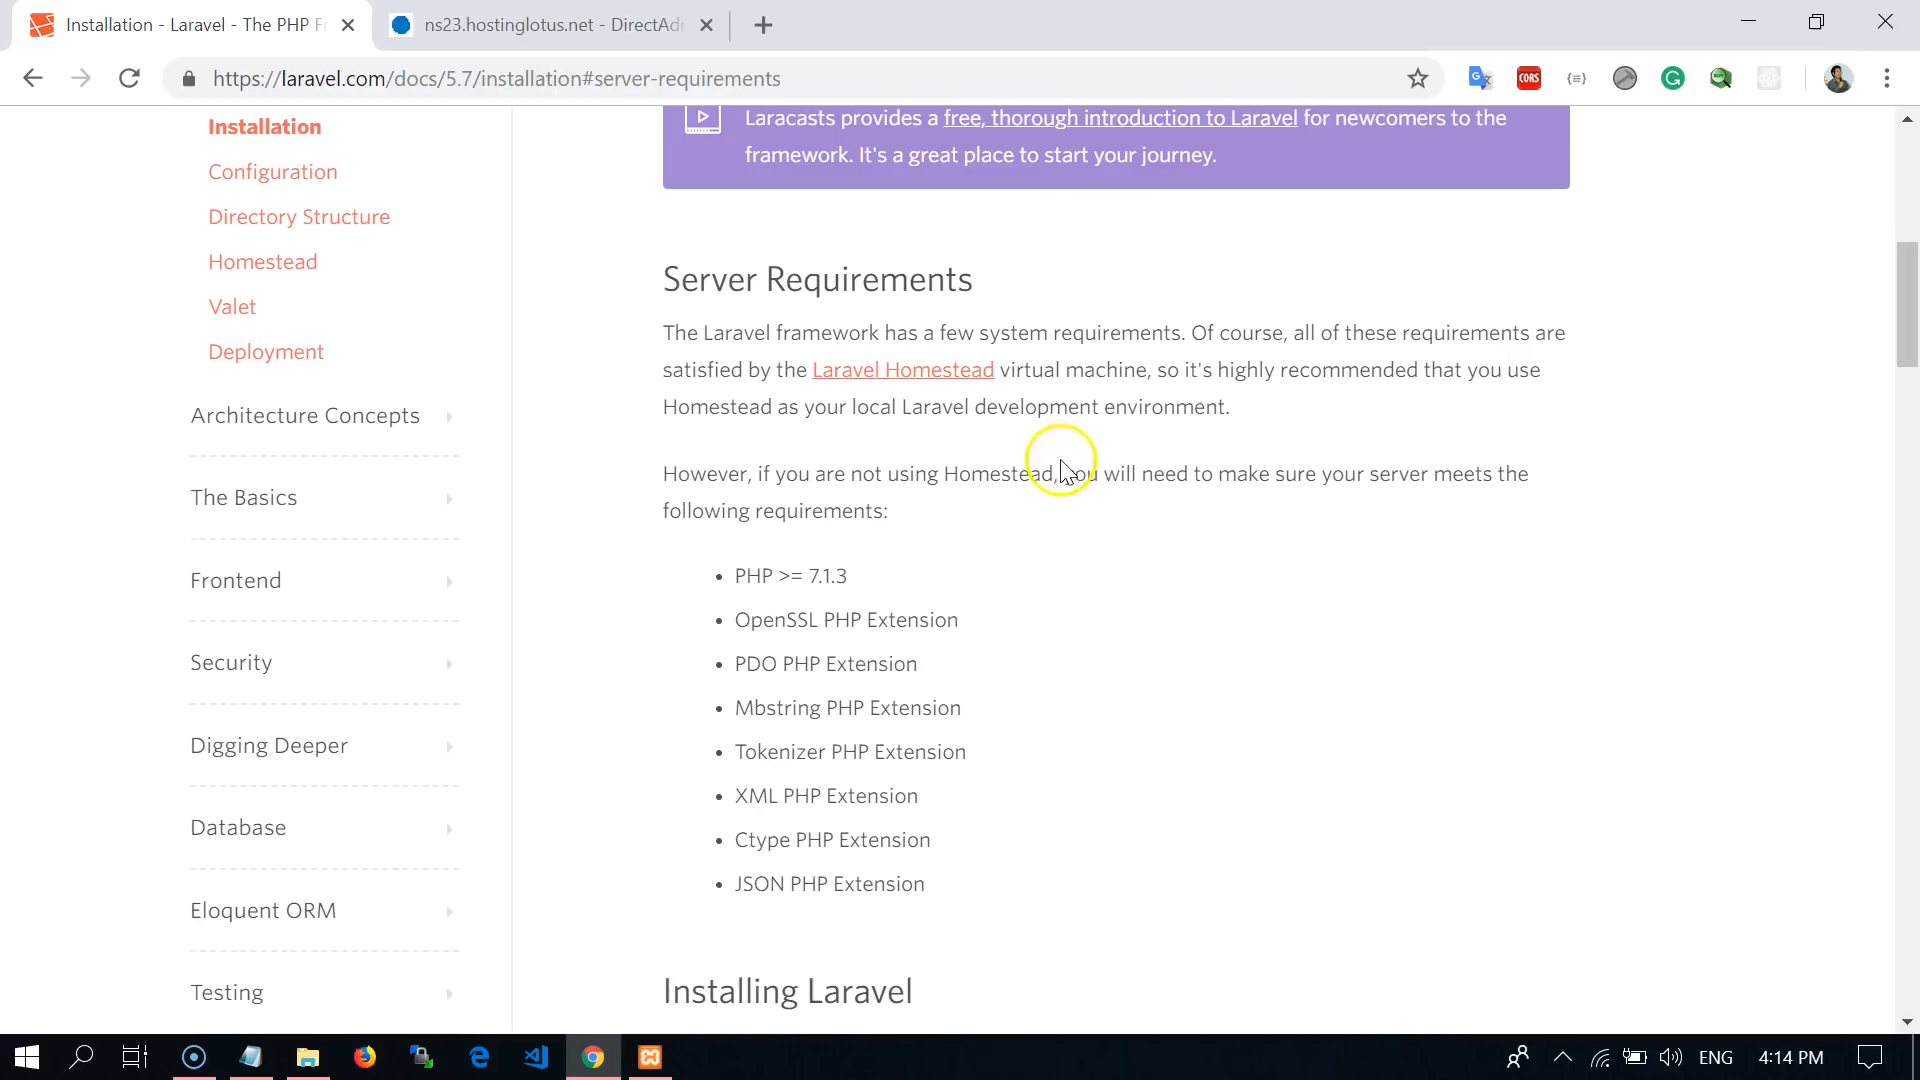 Installation - Laravel - The PHP Fr
ns23.hostinglotus.net - DirectAdm
https://laravel.com/docs/5.7/installation#server-requirements
CORS
Installation
Configuration
Directory Structure
Homestead
Valet
Deployment
Architecture Concepts
The Basics
Frontend
Security
Digging Deeper
Database
Eloquent ORM
Testing
Laracasts provides a free, thorough introduction to Laravel for newcomers to the
framework. It's a great place to start your journey.
Server Requirements
The Laravel framework has a few system requirements. Of course, all of these requirements are
satisfied by the Laravel Homestead virtual machine, so it's highly recommended that you use
Homestead as your local Laravel development environment.
However, if you are not using Homestead, you will need to make sure your server meets the
following requirements:
• PHP >= 7.1.3
• OpenSSL PHP Extension
• PDO PHP Extension
• Mbstring PHP Extension
• Tokenizer PHP Extension
• XML PHP Extension
• Ctype PHP Extension
• JSON PHP Extension
Installing Laravel
ENG
4:14 PM